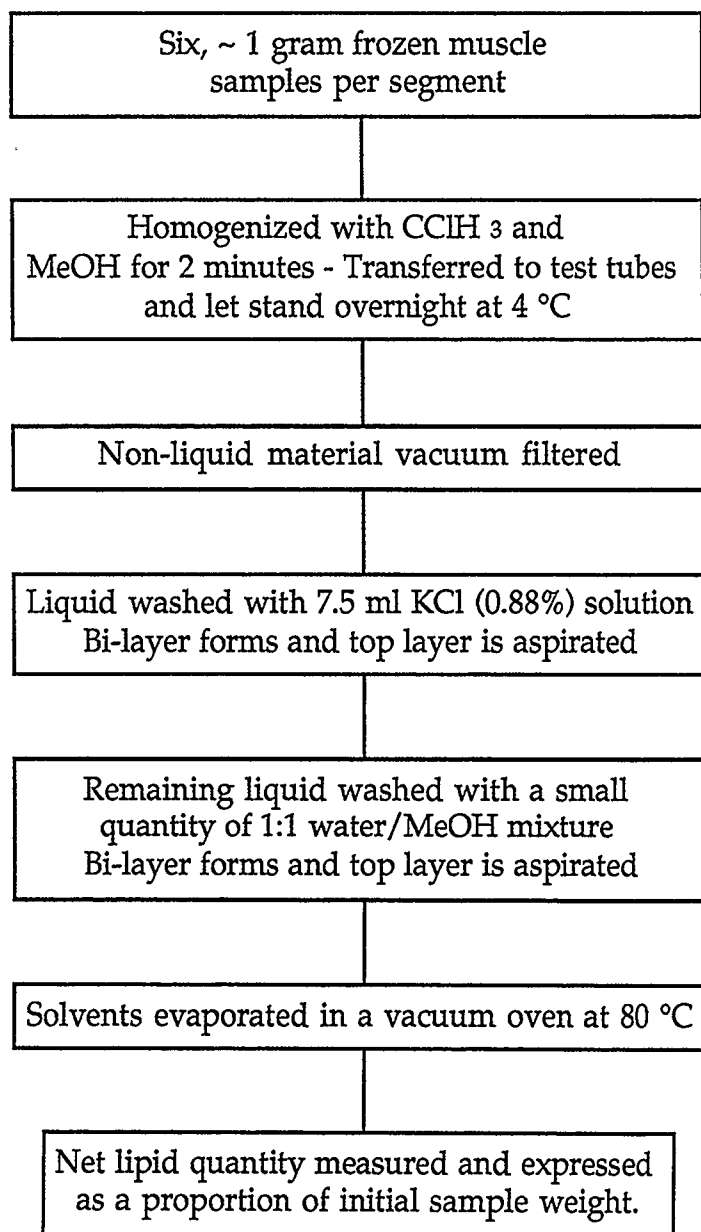 Six, ~ 1 gram frozen muscle
samples per segment
Homogenized with CClH 3 and
MeOH for 2 minutes - Transferred to test tubes
and let stand overnight at 4 °C
Non-liquid material vacuum filtered
Liquid washed with 7.5 ml KCl (0.88%) solution
Bi-layer forms and top layer is aspirated
Remaining liquid washed with a small
quantity of 1:1 water/MeOH mixture
Bi-layer forms and top layer is aspirated
Solvents evaporated in a vacuum oven at 80 °C
Net lipid quantity measured and expressed
as a proportion of initial sample weight.